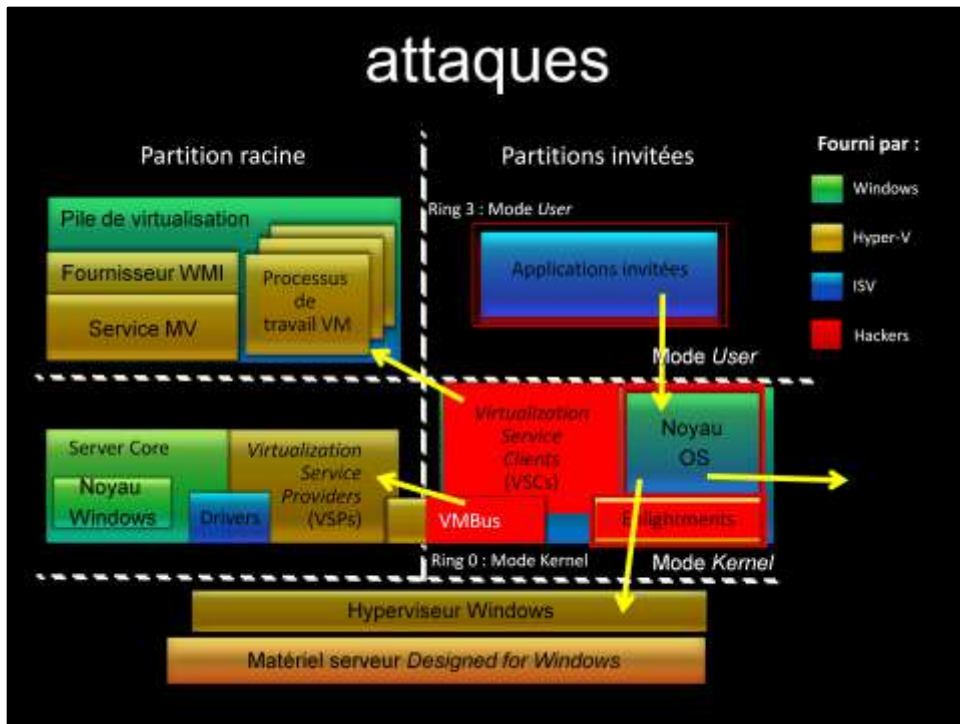 attaques
Partition racine
Partitions invitées
Fourni par :
Windows
Hyper-V
ISV
Hackers
Pile de virtualisation
Fournisseur WMI
Service MV
Processus
de
travail VM
Ring 3 : Mode User
Applications invitées
Mode User
Server Core
Noyau
Windows
Drivers
Virtualization
Service
Providers
(VSPs)
Virtualization
Service
Clients
(VSCs)
VMBus
Noyau
OS
Enlightments
Ring 0 : Mode Kernel
Mode Kernel
Hyperviseur Windows
Matériel serveur Designed for Windows